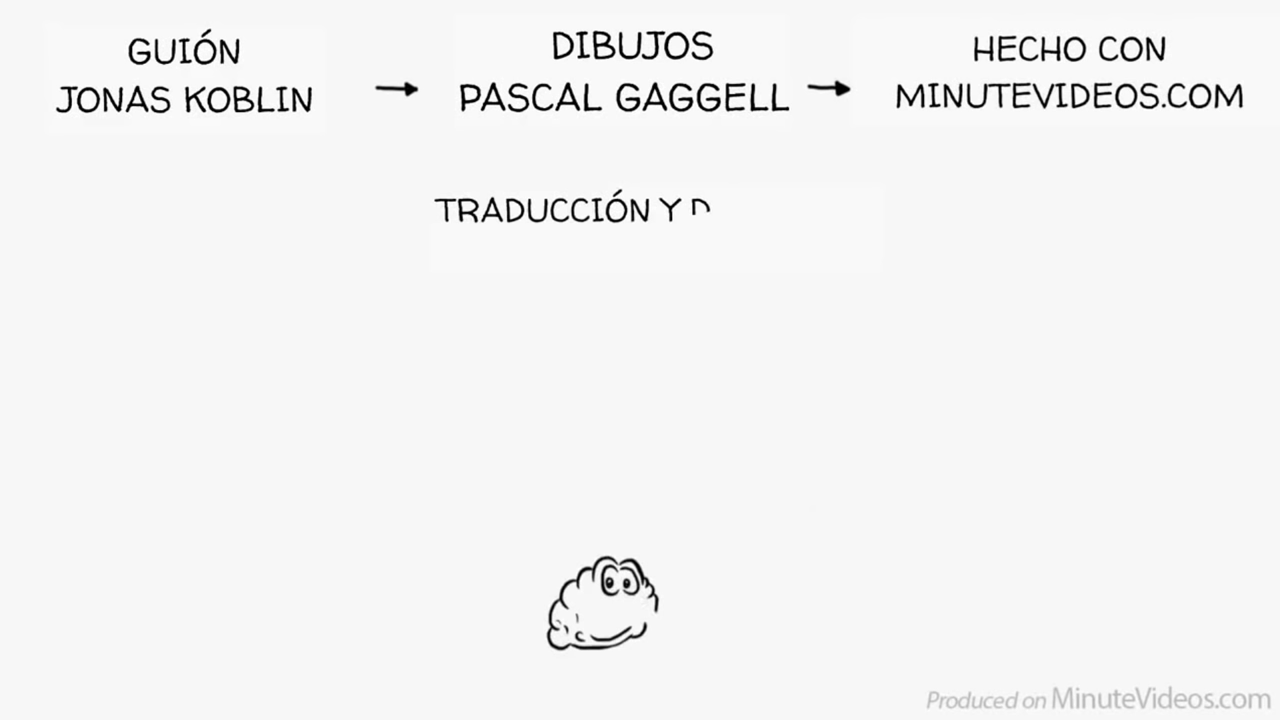 GUIÓN
JONAS KOBLIN
DIBUJOS
PASCAL GAGGELL
HECHO CON
MINUTEVIDEOS.COM
TRADUCCIÓN Y
Produced on MinuteVideos.com